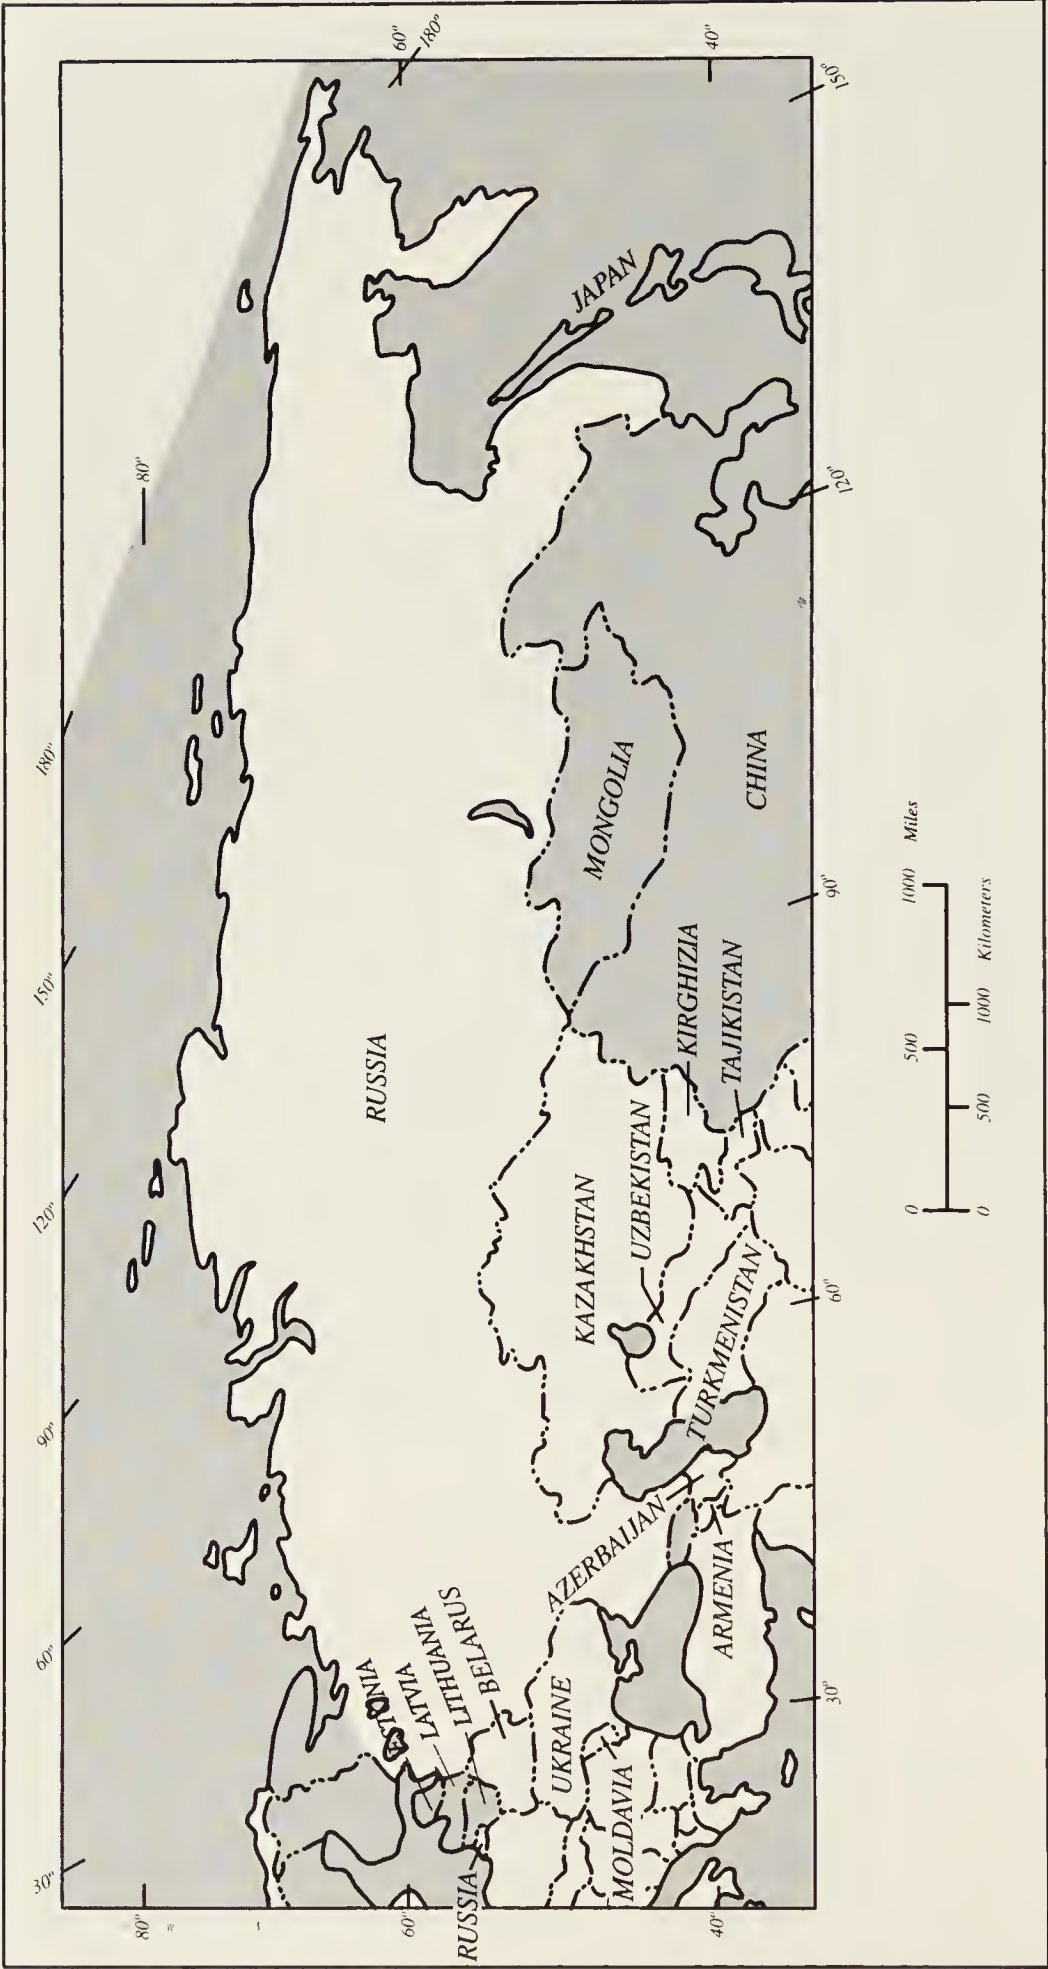 30°
60°
90°
120°
150°
180°
80°
80°
60°
180°
RUSSIA
60°
ESTONIA
LATVIA
LITHUANIA
BELARUS
RUSSIA
JAPAN
UKRAINE
AZERBAIJAN
KAZAKHSTAN
MONGOLIA
MOLDAVIA
UZBEKISTAN
KIRGHIZIA
40°
40°
ARMENIA
TURKMENISTAN
TAJIKISTAN
CHINA
30°
60°
90°
120°
150°
0 500 1000 Miles
0 500 1000 Kilometers